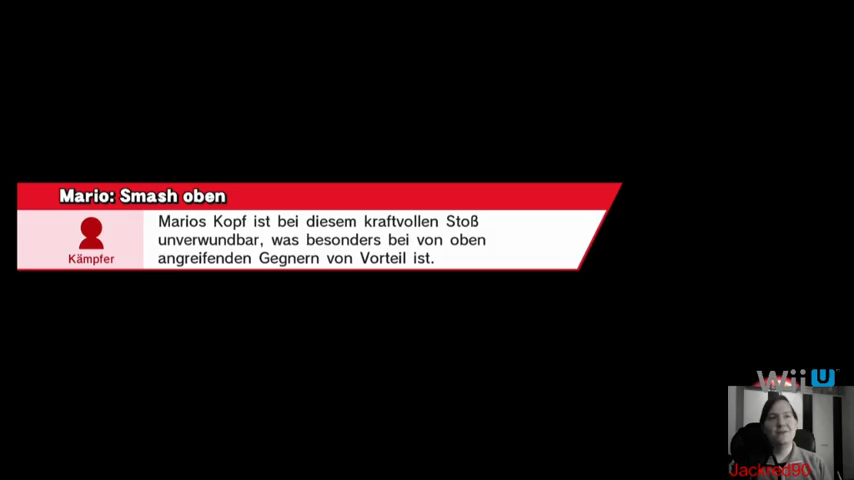 Mario: Smash oben
Marios Kopf ist bei diesem kraftvollen Stoß
unverwundbar, was besonders bei von oben
angreifenden Gegnern von Vorteil ist.
Kämpfer
Wii U
Jackred90